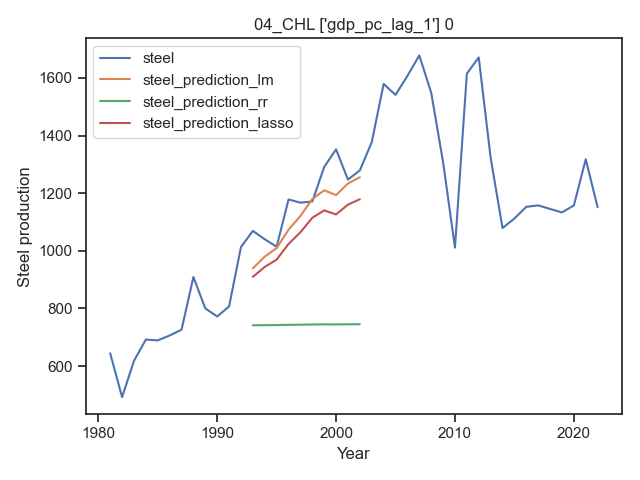 04_CHL ['gdp_pc_lag_1'] 0
steel
steel_prediction_lm
steel_prediction_rr
steel_prediction_lasso
Steel production
1600
1400
1200
1000
800
600
1980
1990
2000
2010
2020
Year